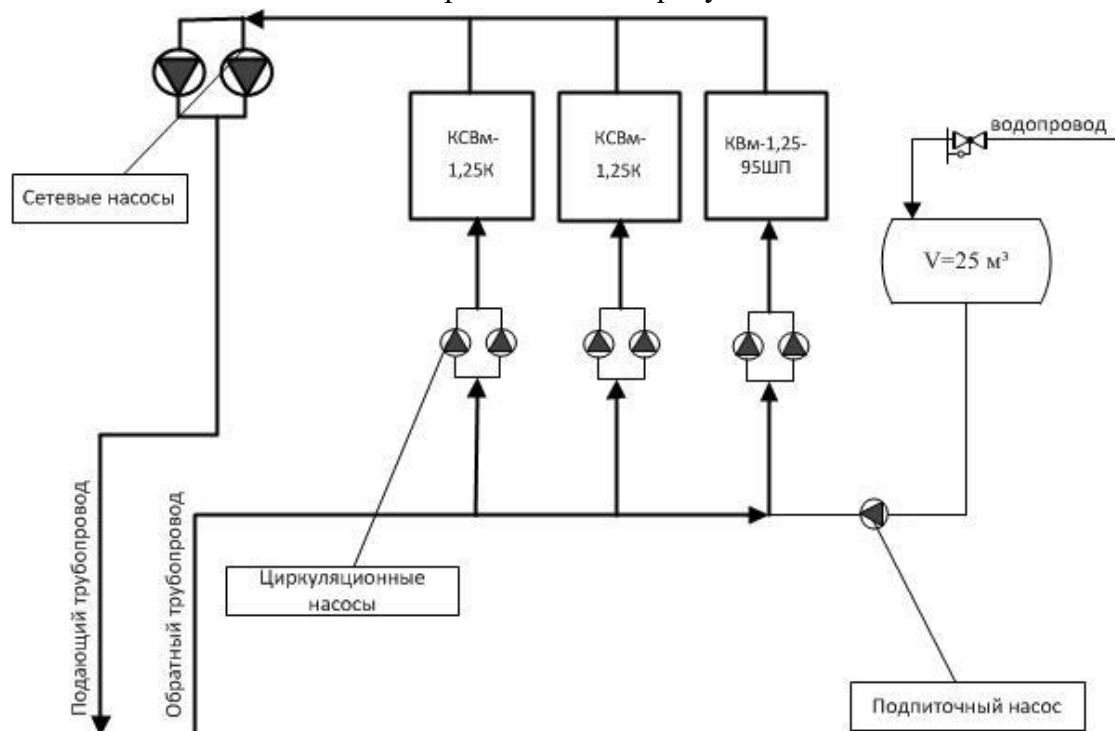 КСВм-
1,25К
КСВм-
1,25К
КВм-1,25-
95ШП
водопровод
Сетевые насосы
V=25 м³
Подающий трубопровод
Обратный трубопровод
Циркуляционные
насосы
Подпиточный насос